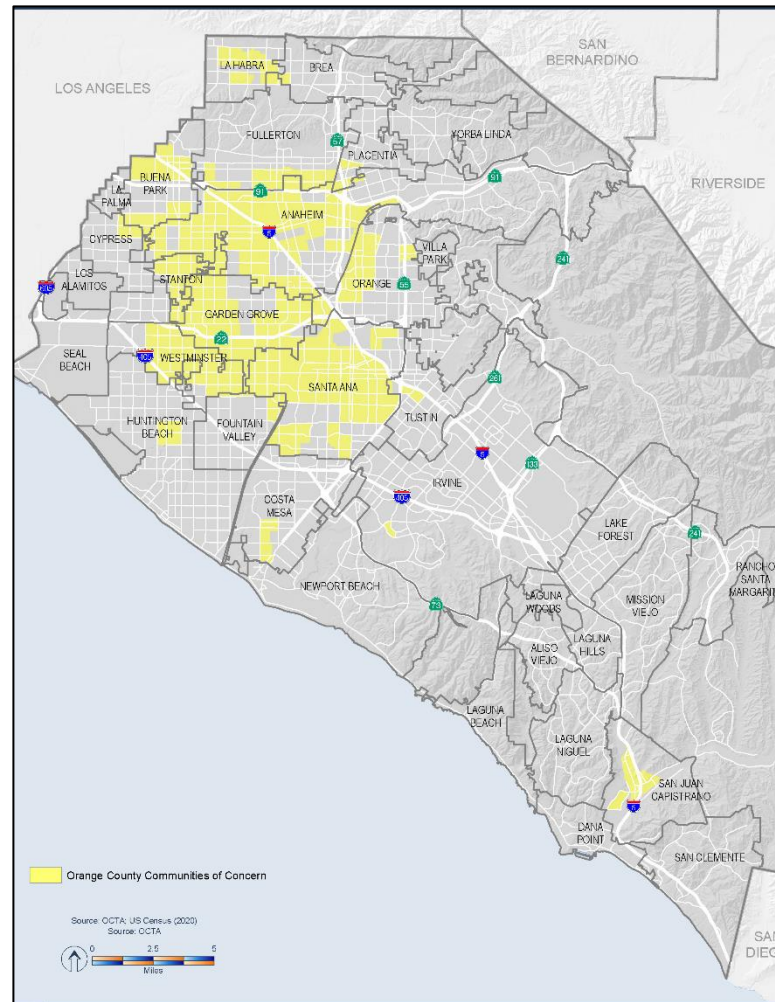 SAN
BERNARDINO
LOS ANGELES
LA HABRA
BREA
FULLERTON
57
YORBA LINDA
PLACENTIA
RIVERSIDE
BUENA
PARK
91
91
LA
PALMA
ANAHEIM
CYPRESS
5
VILLA
PARK
241
LOS
ALAMITOS
STANTON
ORANGE
55
GARDEN GROVE
22
SEAL
BEACH
405
WESTMINSTER
SANTA ANA
261
HUNTINGTON
BEACH
FOUNTAIN
VALLEY
TUSTIN
5
133
IRVINE
405
COSTA
MESA
LAKE
FOREST
241
RANCHO
SANTA
MARGARIT
NEWPORT BEACH
73
LAGUNA
WOODS
MISSION
VIEJO
ALISO
VIEJO
LAGUNA
HILLS
LAGUNA
BEACH
LAGUNA
NIGUEL
SAN JUAN
CAPISTRANO
5
DANA
POINT
SAN CLEMENTE
Orange County Communities of Concern
Source: OCTA; US Census (2020)
Source: OCTA
0 2.5 5
Miles
SAN
DIEG